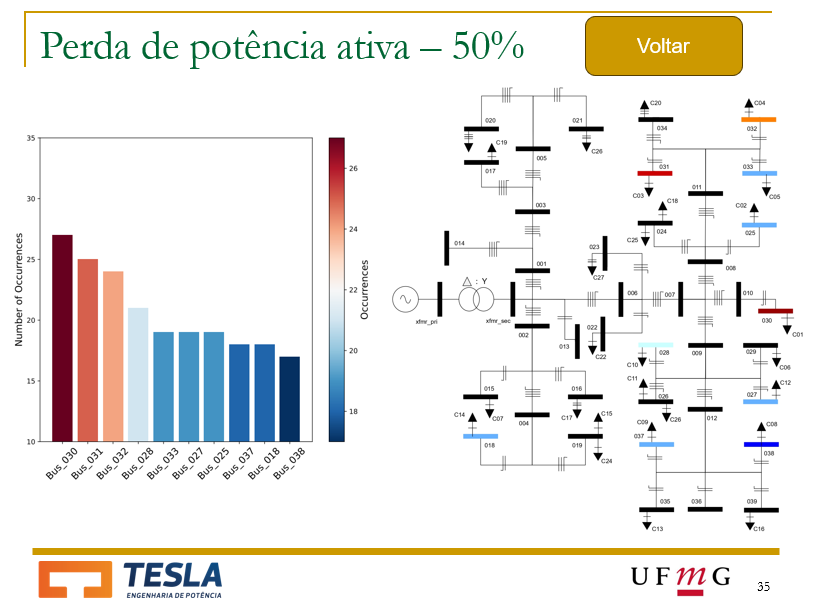 Perda de potência ativa – 50%
Voltar
35
30
25
20
15
10
Number of Occurrences
Bus_030
Bus_031
Bus_032
Bus_028
Bus_033
Bus_027
Bus_025
Bus_037
Bus_018
Bus_038
26
24
22
20
18
Occurrences
C20
C04
020
021
034
032
C19
C26
005
017
031
033
C03
C05
011
C18
C02
003
024
025
C25
014
023
001
008
C27
Δ : Y
006
007
010
xfmr_pri
xfmr_sec
030
022
002
C01
013
C22
028
009
029
C10
C06
C11
C12
015
016
026
027
C14
C07
C17
C15
C26
012
004
C09
C08
018
019
037
038
C24
035
036
039
C13
C16
TESLA
ENGENHARIA DE POTÊNCIA
UFmG
35